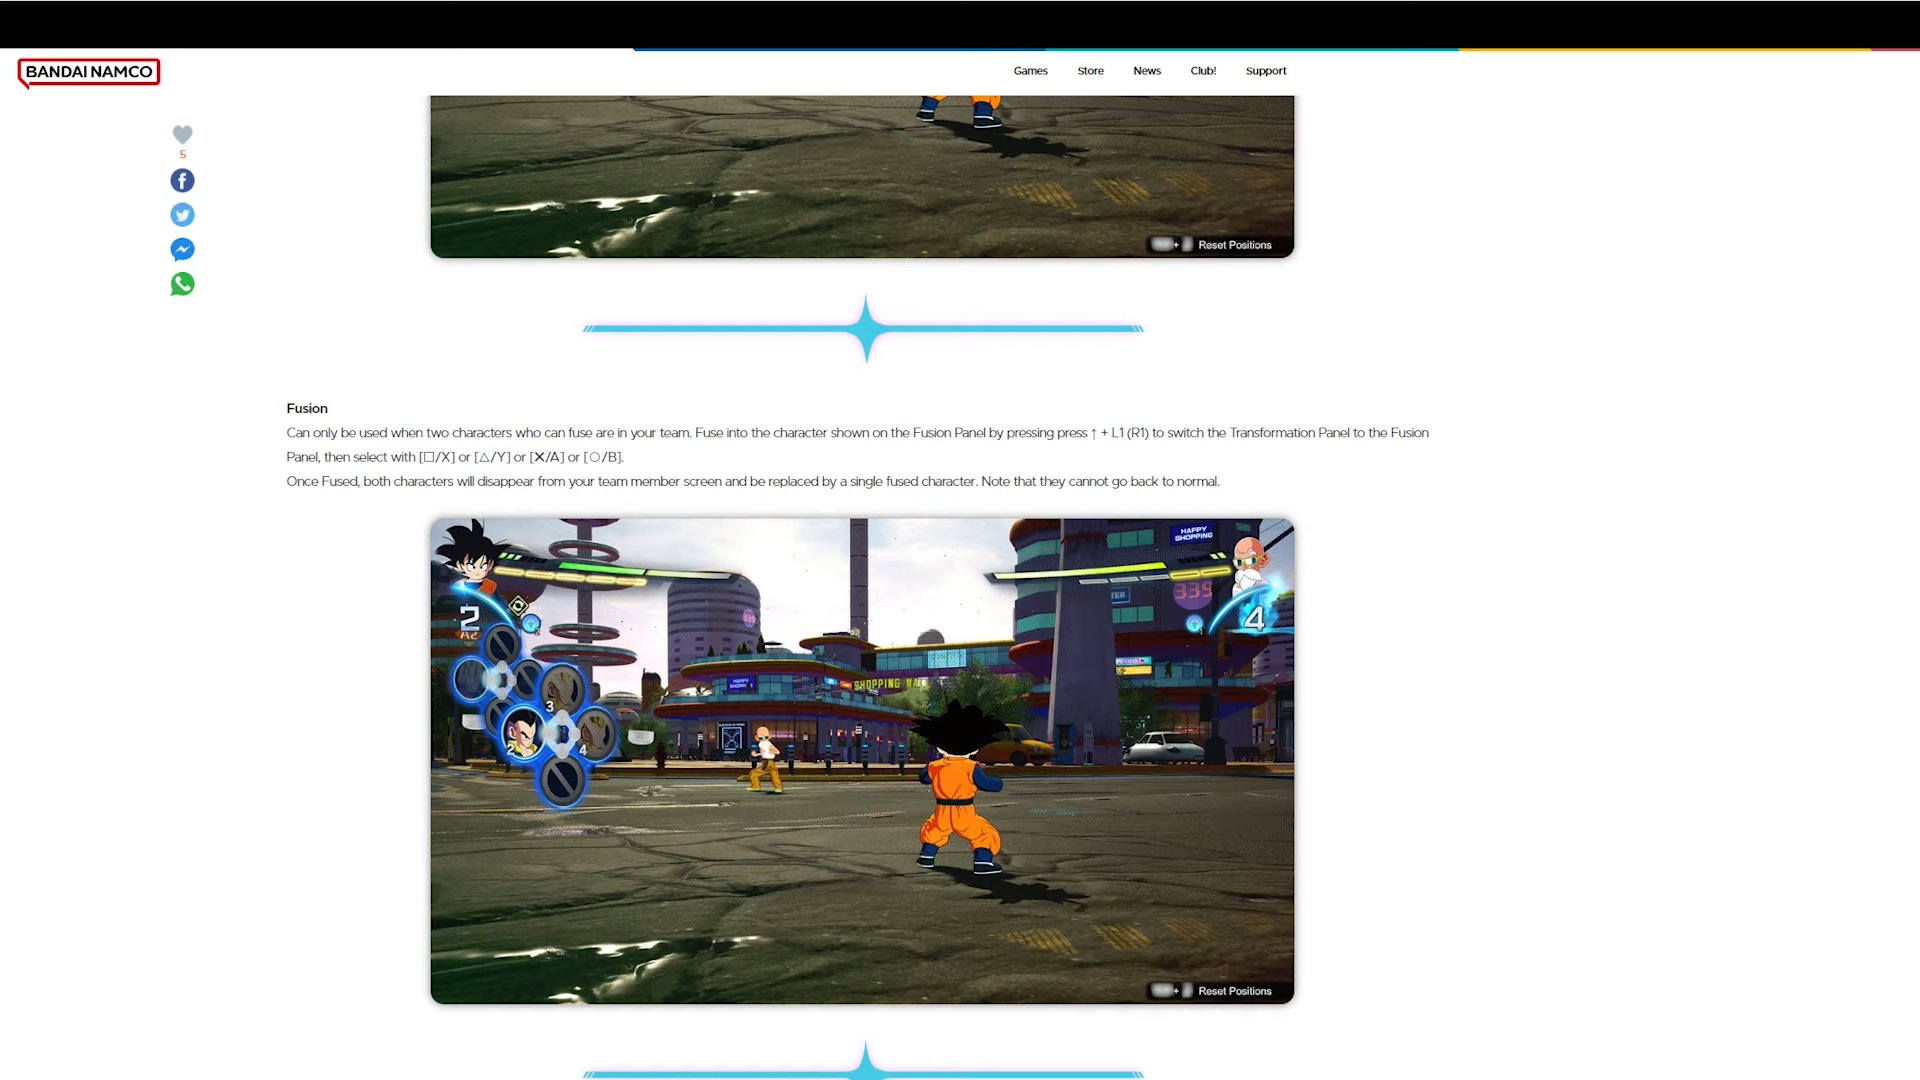 BANDAI NAMCO
Games Store News Club! Support
5
+ Reset Positions
Fusion
Can only be used when two characters who can fuse are in your team. Fuse into the character shown on the Fusion Panel by pressing press ↑ + L1 (R1) to switch the Transformation Panel to the Fusion
Panel, then select with [□/X] or [△/Y] or [✕/A] or [○/B].
Once Fused, both characters will disappear from your team member screen and be replaced by a single fused character. Note that they cannot go back to normal.
HAPPY
SHOPPING
339
2
4
3
2
4
HAPPY
SHOPPING
+ Reset Positions